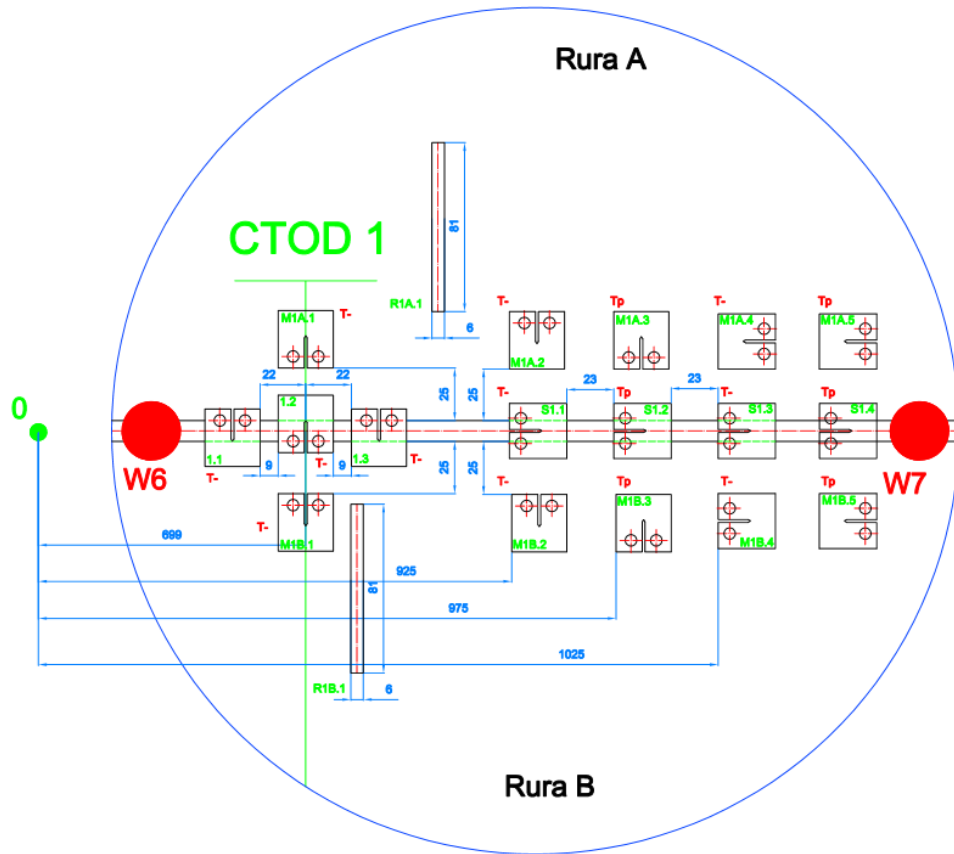 Rura A
CTOD 1
81
R1A.1
6
M1A.1
T-
T-
M1A.2
Tp
M1A.3
T-
M1A.4
Tp
M1A.5
22
22
25
25
23
23
0
W6
1.1
T-
1.2
T-
9
9
1.3
T-
T-
S1.1
Tp
S1.2
T-
S1.3
Tp
S1.4
W7
25
25
T-
M1B.1
T-
M1B.2
Tp
M1B.3
T-
M1B.4
Tp
M1B.5
699
925
81
975
1025
R1B.1
6
Rura B